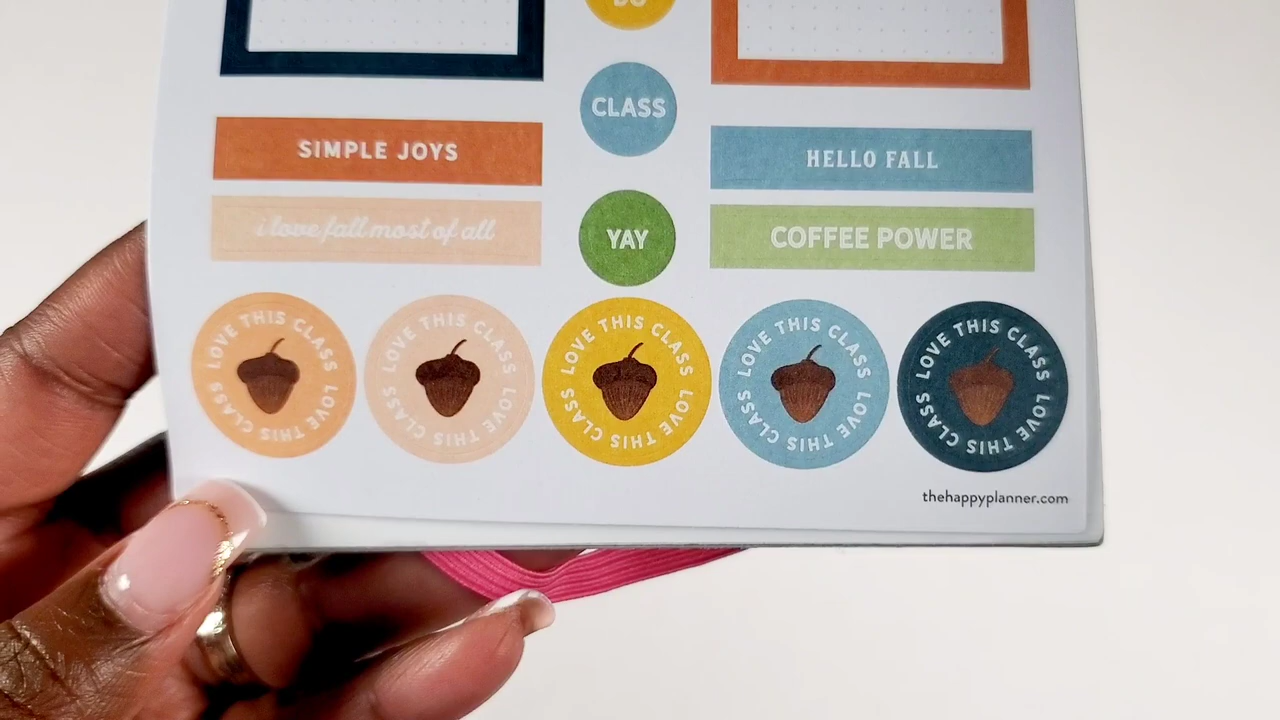 DO
CLASS
SIMPLE JOYS
HELLO FALL
i love fall most of all
YAY
COFFEE POWER
LOVE THIS CLASS LOVE THIS CLASS
LOVE THIS CLASS LOVE THIS CLASS
LOVE THIS CLASS LOVE THIS CLASS
LOVE THIS CLASS LOVE THIS CLASS
LOVE THIS CLASS LOVE THIS CLASS
thehappyplanner.com